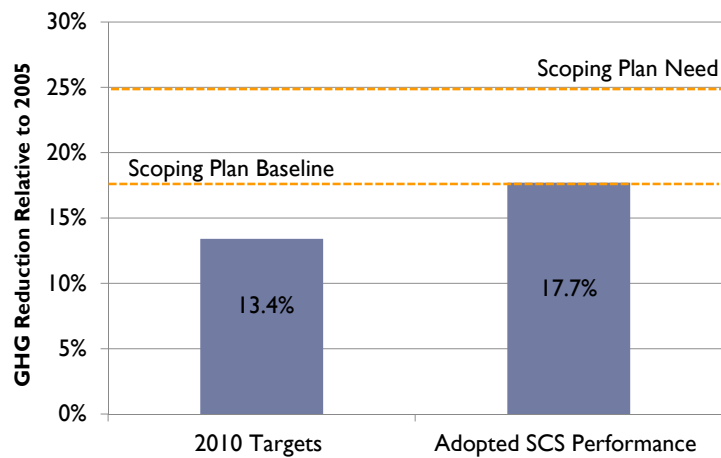 GHG Reduction Relative to 2005
30%
Scoping Plan Need
25%
20%
Scoping Plan Baseline
15%
10%
5%
0%
13.4%
17.7%
2010 Targets
Adopted SCS Performance